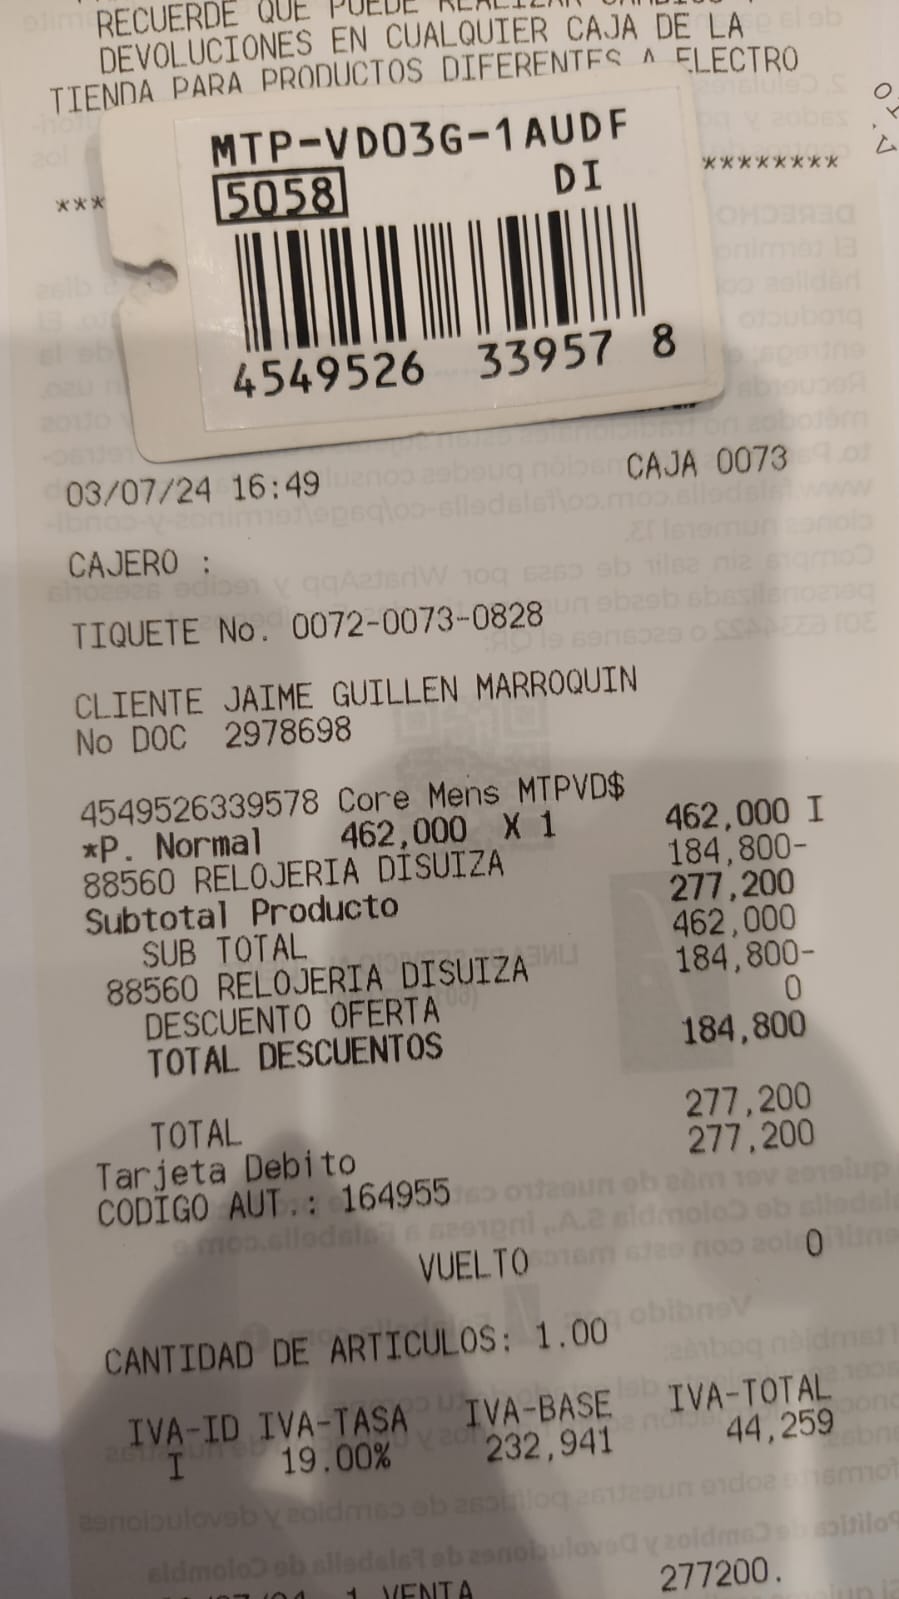 RECUERDE QUE PUEDE REALIZAR CAMBIOS Y
DEVOLUCIONES EN CUALQUIER CAJA DE LA
TIENDA PARA PRODUCTOS DIFERENTES A ELECTRO
MTP-VD03G-1AUDF
5058 DI
*** ********
4549526 33957 8
03/07/24 16:49 CAJA 0073
CAJERO :
TIQUETE No. 0072-0073-0828
CLIENTE JAIME GUILLEN MARROQUIN
No DOC 2978698
4549526339578 Core Mens MTPVD$
*P. Normal 462,000 X 1 462,000 I
88560 RELOJERIA DISUIZA 184,800-
Subtotal Producto 277,200
SUB TOTAL 462,000
88560 RELOJERIA DISUIZA 184,800-
DESCUENTO OFERTA 0
TOTAL DESCUENTOS 184,800
TOTAL 277,200
Tarjeta Debito 277,200
CODIGO AUT.: 164955
VUELTO 0
CANTIDAD DE ARTICULOS: 1.00
IVA-ID IVA-TASA IVA-BASE IVA-TOTAL
I 19.00% 232,941 44,259
1 VENTA 277200.